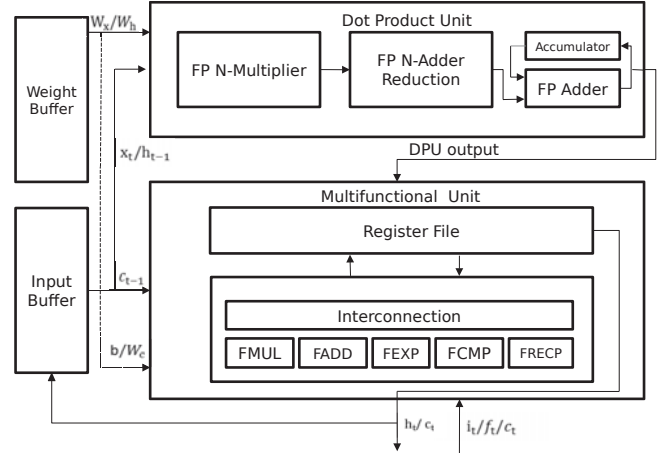 Wₓ/Wₕ
Dot Product Unit
Weight
Buffer
FP N-Multiplier
FP N-Adder
Reduction
Accumulator
FP Adder
xₜ/hₜ₋₁
DPU output
Multifunctional Unit
Register File
Input
Buffer
cₜ₋₁
Interconnection
FMUL
FADD
FEXP
FCMP
FRECP
b/W_c
hₜ/ cₜ
iₜ/fₜ/cₜ